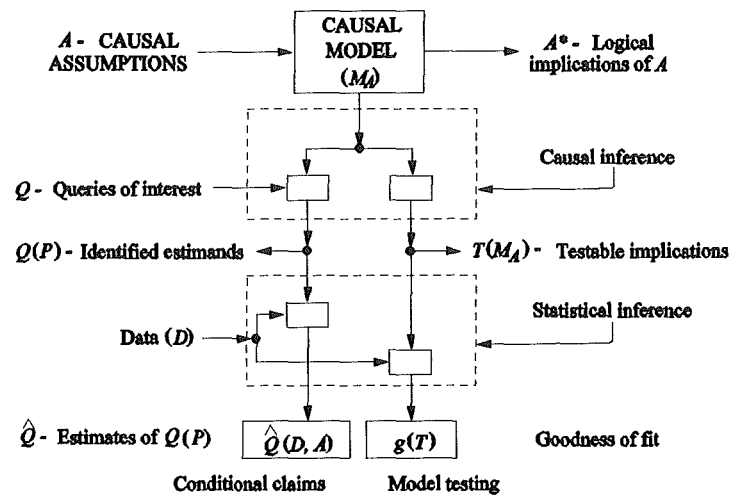 A - CAUSAL
ASSUMPTIONS
CAUSAL
MODEL
(M_A)
A* - Logical
implications of A
Causal inference
Q - Queries of interest
Q(P) - Identified estimands
T(M_A) - Testable implications
Statistical inference
Data (D)
Q̂ - Estimates of Q(P)
Q̂(D, A)
g(T)
Goodness of fit
Conditional claims
Model testing